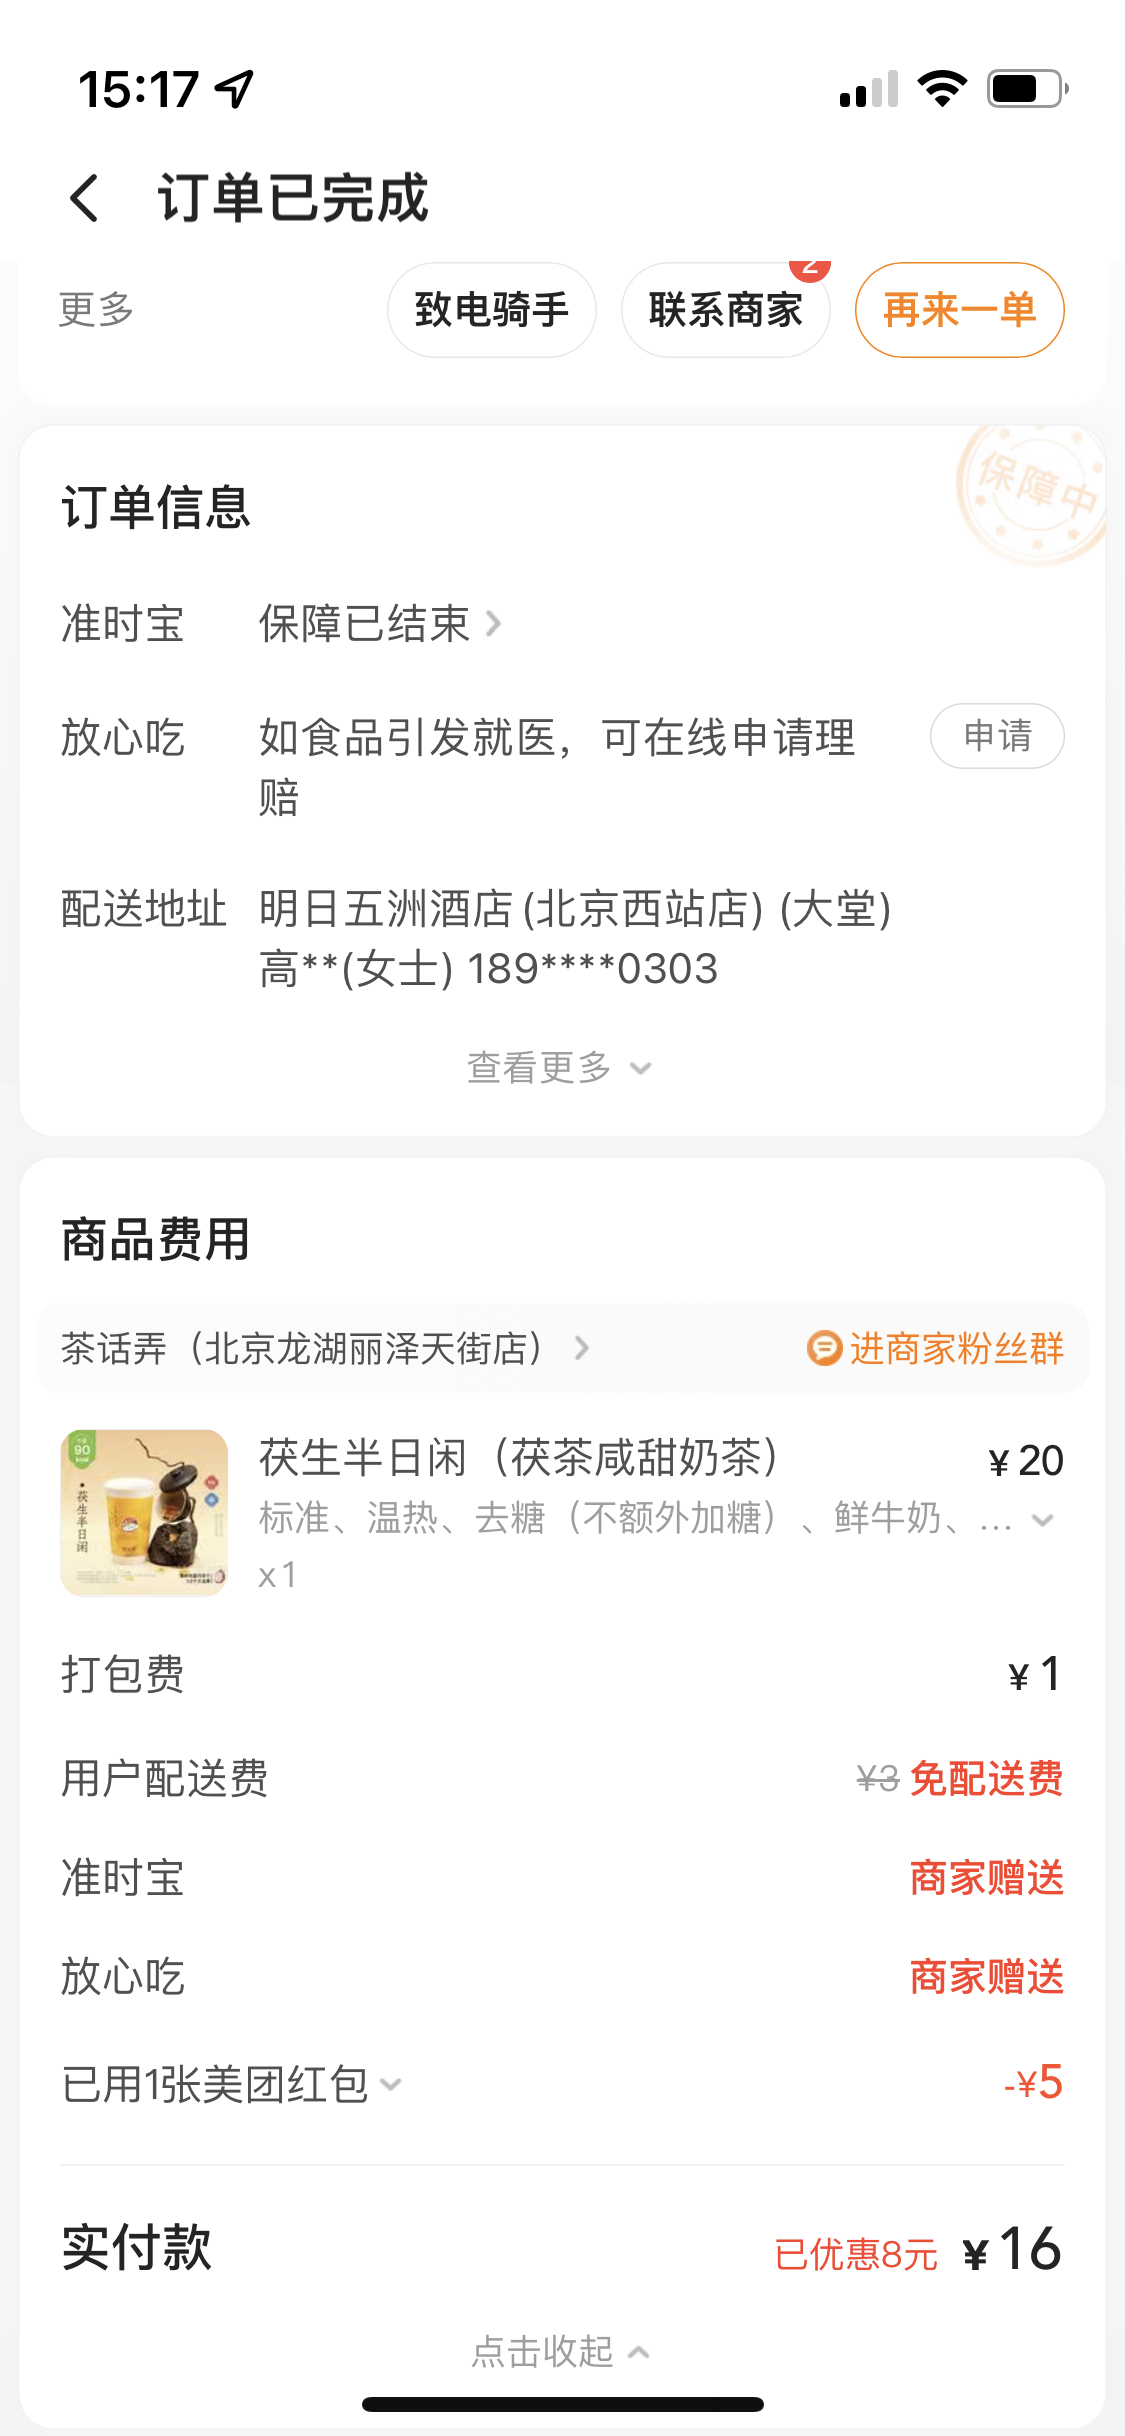 15:17
订单已完成
更多
致电骑手
联系商家
2
再来一单
保障中
订单信息
准时宝 保障已结束
放心吃 如食品引发就医，可在线申请理
赔
申请
配送地址 明日五洲酒店(北京西站店) (大堂)
高**(女士) 189****0303
查看更多
商品费用
茶话弄（北京龙湖丽泽天街店）
进商家粉丝群
90
茯生半日闲
茯生半日闲（茯茶咸甜奶茶） ¥20
标准、温热、去糖（不额外加糖）、鲜牛奶、...
x1
打包费 ¥1
用户配送费 ¥3 免配送费
准时宝 商家赠送
放心吃 商家赠送
已用1张美团红包 -¥5
实付款 已优惠8元 ¥16
点击收起